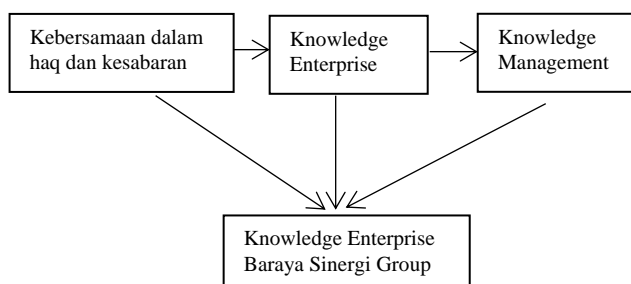 Kebersamaan dalam
haq dan kesabaran
Knowledge
Enterprise
Knowledge
Management
Knowledge Enterprise
Baraya Sinergi Group